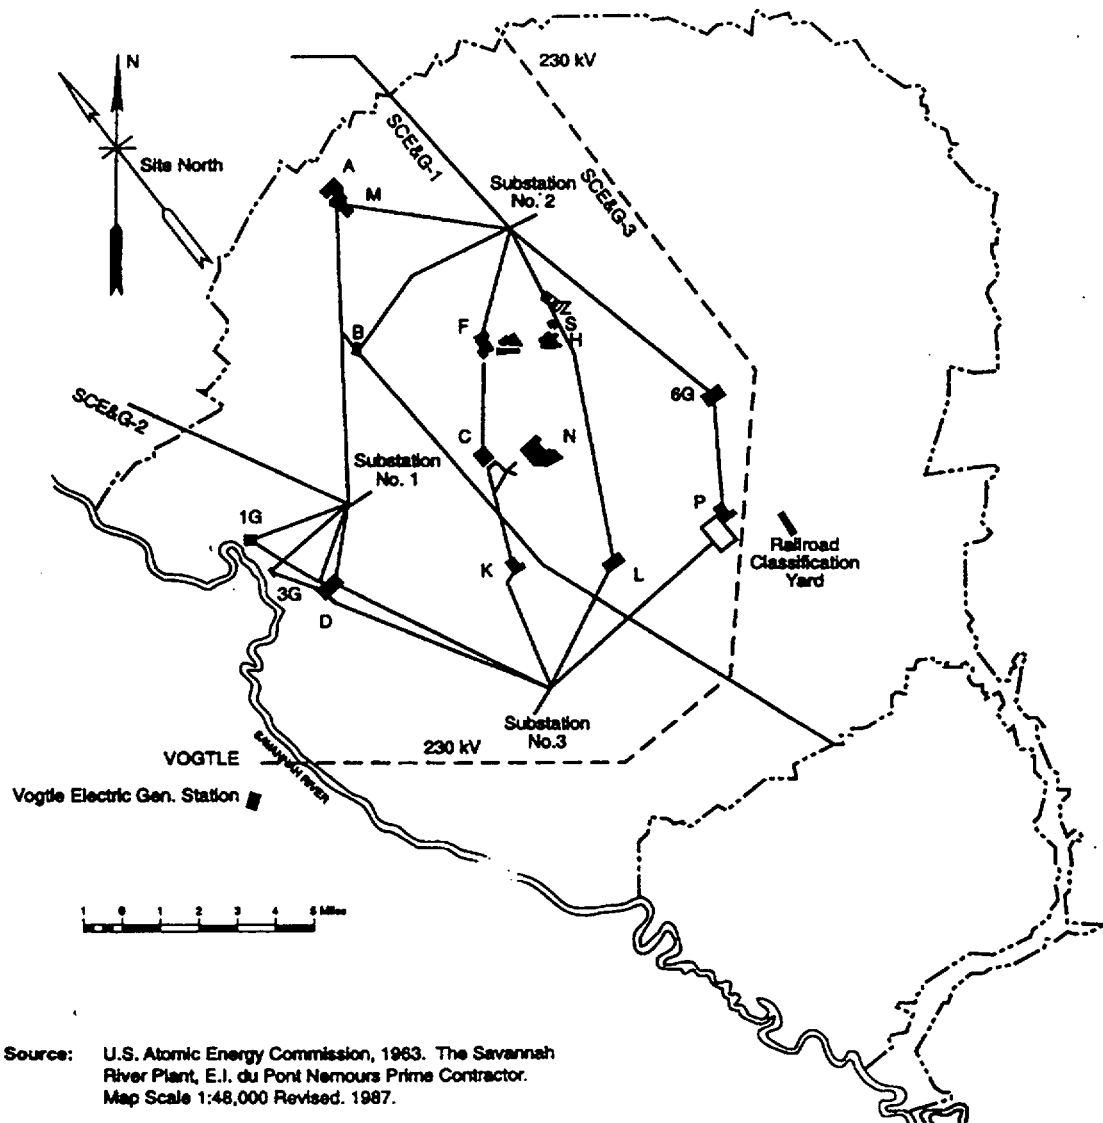 230 kV
N
Site North
SCE&G-1
A
M
Substation
No. 2
SCE&G-3
B
F
S
H
6G
SCE&G-2
C
N
Substation
No. 1
1G
P
Railroad
Classification
Yard
K
L
3G
D
Substation
No.3
230 kV
VOGTLE
SAVANNAH RIVER
Vogtle Electric Gen. Station
1 0 1 2 3 4 5 Miles
Source: U.S. Atomic Energy Commission, 1963. The Savannah
River Plant, E.I. du Pont Nemours Prime Contractor.
Map Scale 1:48,000 Revised. 1987.